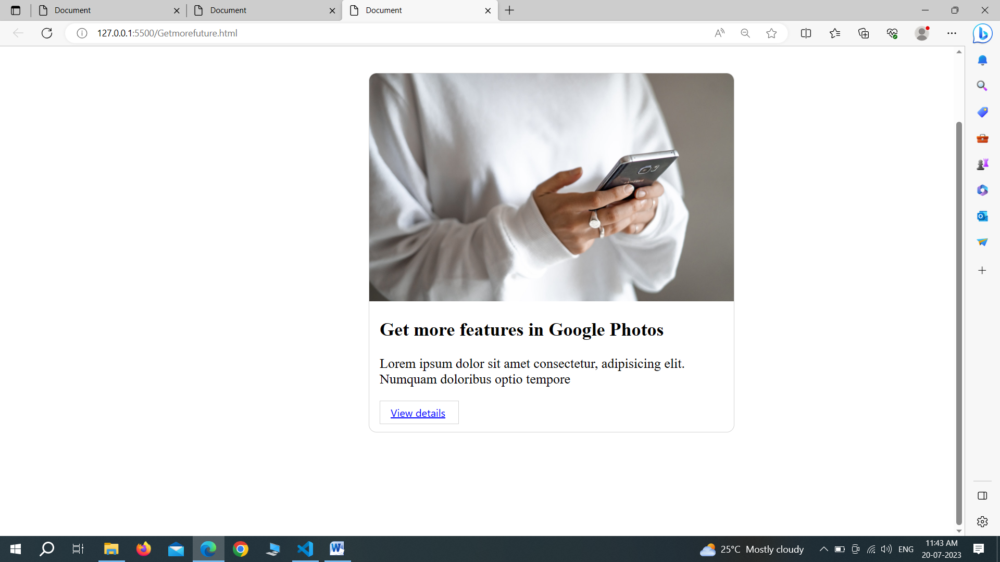 Document
Document
Document
127.0.0.1:5500/Getmorefuture.html
Get more features in Google Photos
Lorem ipsum dolor sit amet consectetur, adipisicing elit.
Numquam doloribus optio tempore
View details
25°C Mostly cloudy
ENG
11:43 AM
20-07-2023